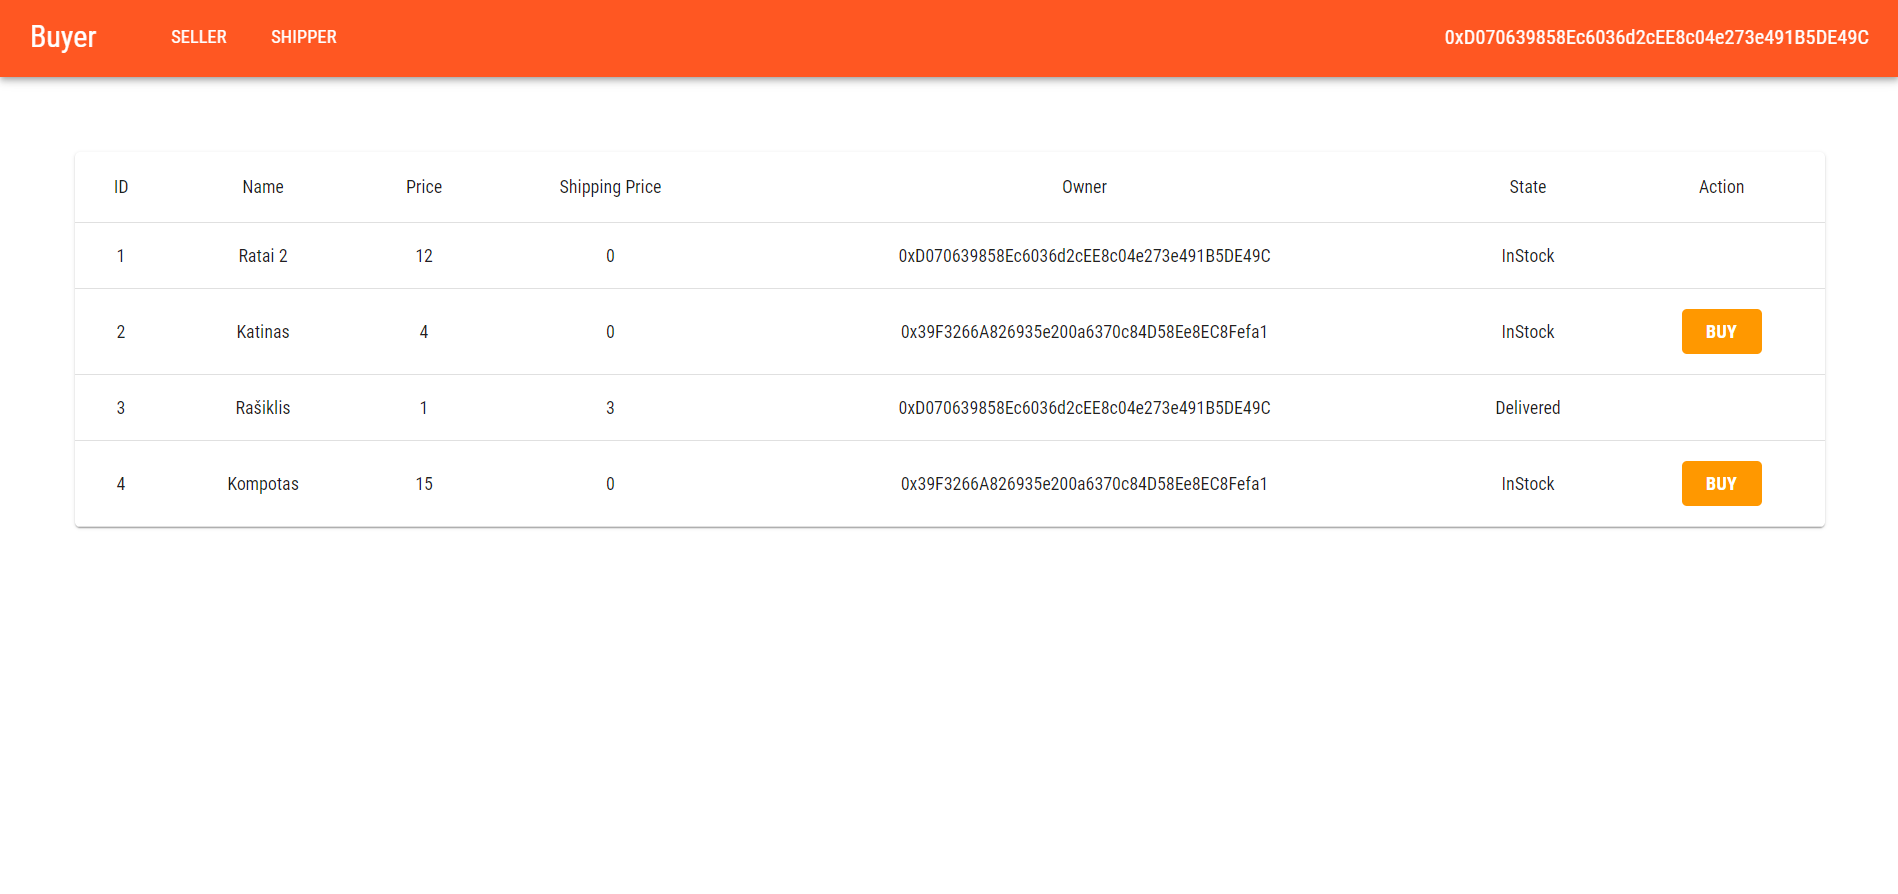 Buyer SELLER SHIPPER 0xD070639858Ec6036d2cEE8c04e273e491B5DE49C
ID Name Price Shipping Price Owner State Action
1 Ratai 2 12 0 0xD070639858Ec6036d2cEE8c04e273e491B5DE49C InStock
2 Katinas 4 0 0x39F3266A826935e200a6370c84D58Ee8EC8Fefa1 InStock BUY
3 Rašiklis 1 3 0xD070639858Ec6036d2cEE8c04e273e491B5DE49C Delivered
4 Kompotas 15 0 0x39F3266A826935e200a6370c84D58Ee8EC8Fefa1 InStock BUY